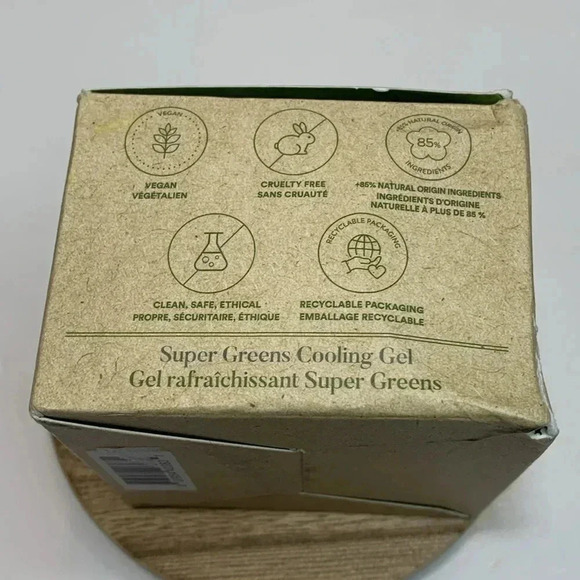 VEGAN
85% NATURAL ORIGIN
85%
INGREDIENTS
VEGAN
VÉGÉTALIEN
CRUELTY FREE
SANS CRUAUTÉ
+85% NATURAL ORIGIN INGREDIENTS
INGRÉDIENTS D'ORIGINE
NATURELLE À PLUS DE 85 %
RECYCLABLE PACKAGING
CLEAN, SAFE, ETHICAL
PROPRE, SÉCURITAIRE, ÉTHIQUE
RECYCLABLE PACKAGING
EMBALLAGE RECYCLABLE
Super Greens Cooling Gel
Gel rafraîchissant Super Greens